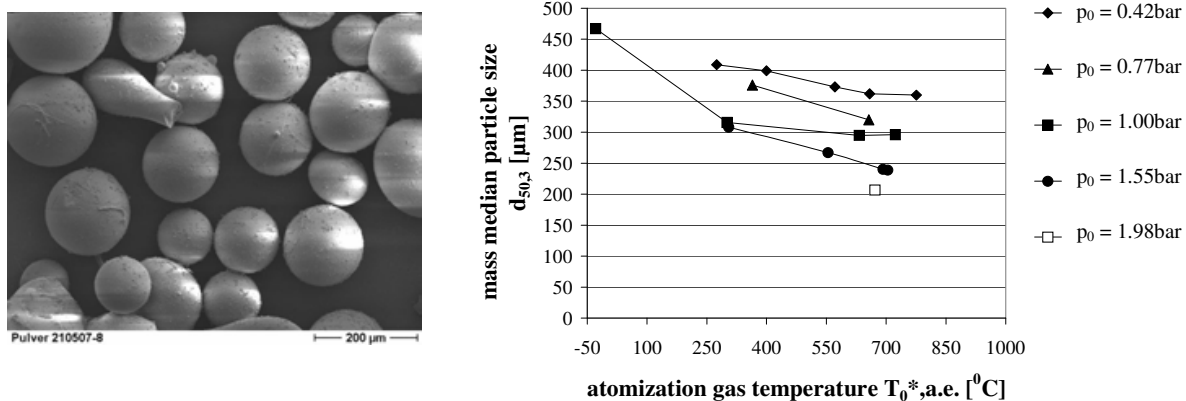 Pulver 210507-8
200 µm
mass median particle size
d50,3 [µm]
500
450
400
350
300
250
200
150
100
50
0
-50 100 250 400 550 700 850 1000
atomization gas temperature T0*,a.e. [0C]
p0 = 0.42bar
p0 = 0.77bar
p0 = 1.00bar
p0 = 1.55bar
p0 = 1.98bar